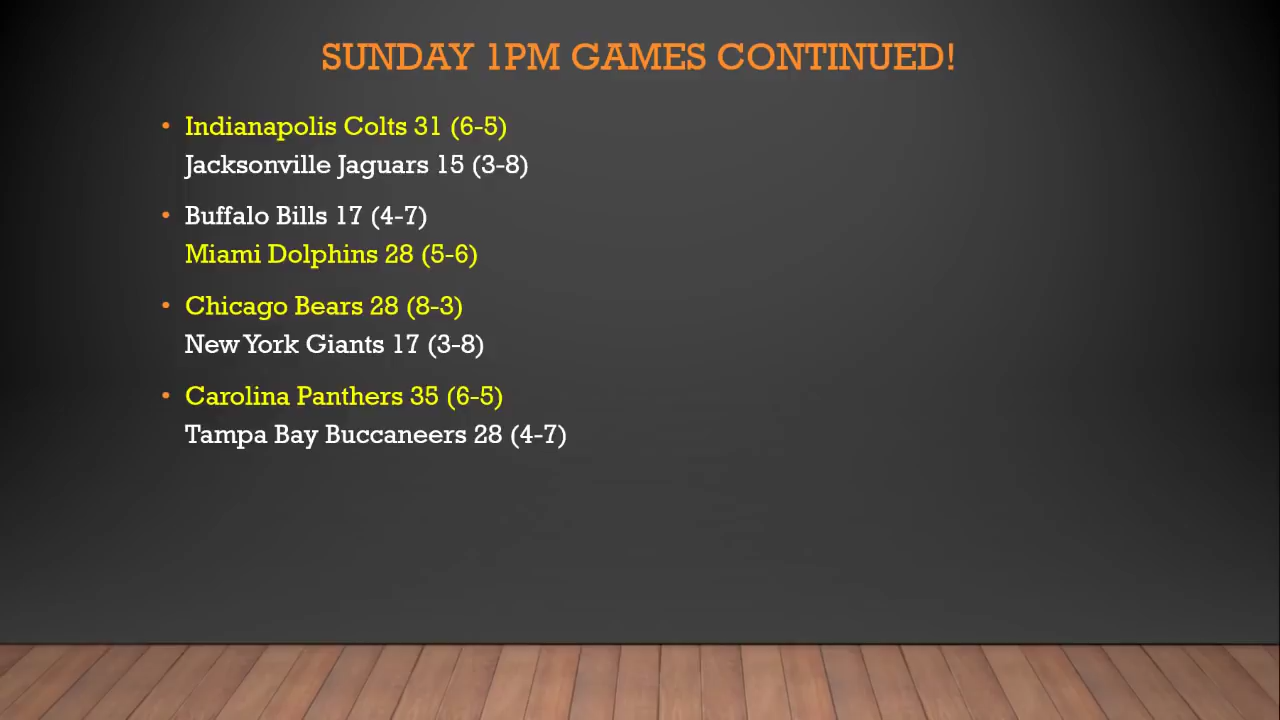 SUNDAY 1PM GAMES CONTINUED!
• Indianapolis Colts 31 (6-5)
Jacksonville Jaguars 15 (3-8)
• Buffalo Bills 17 (4-7)
Miami Dolphins 28 (5-6)
• Chicago Bears 28 (8-3)
New York Giants 17 (3-8)
• Carolina Panthers 35 (6-5)
Tampa Bay Buccaneers 28 (4-7)